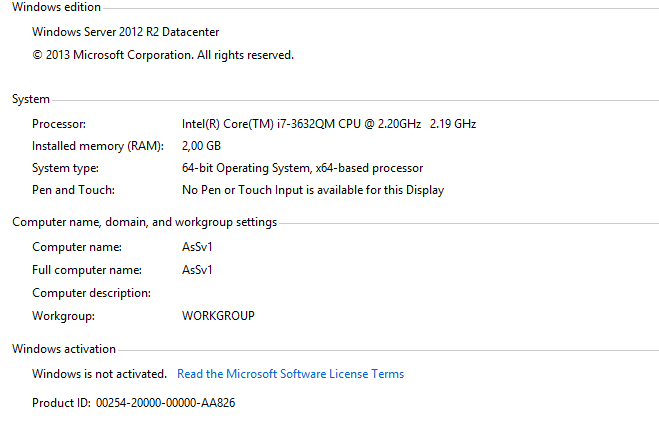 Windows edition
Windows Server 2012 R2 Datacenter
© 2013 Microsoft Corporation. All rights reserved.
System
Processor: Intel(R) Core(TM) i7-3632QM CPU @ 2.20GHz 2.19 GHz
Installed memory (RAM): 2,00 GB
System type: 64-bit Operating System, x64-based processor
Pen and Touch: No Pen or Touch Input is available for this Display
Computer name, domain, and workgroup settings
Computer name: AsSv1
Full computer name: AsSv1
Computer description:
Workgroup: WORKGROUP
Windows activation
Windows is not activated. Read the Microsoft Software License Terms
Product ID: 00254-20000-00000-AA826